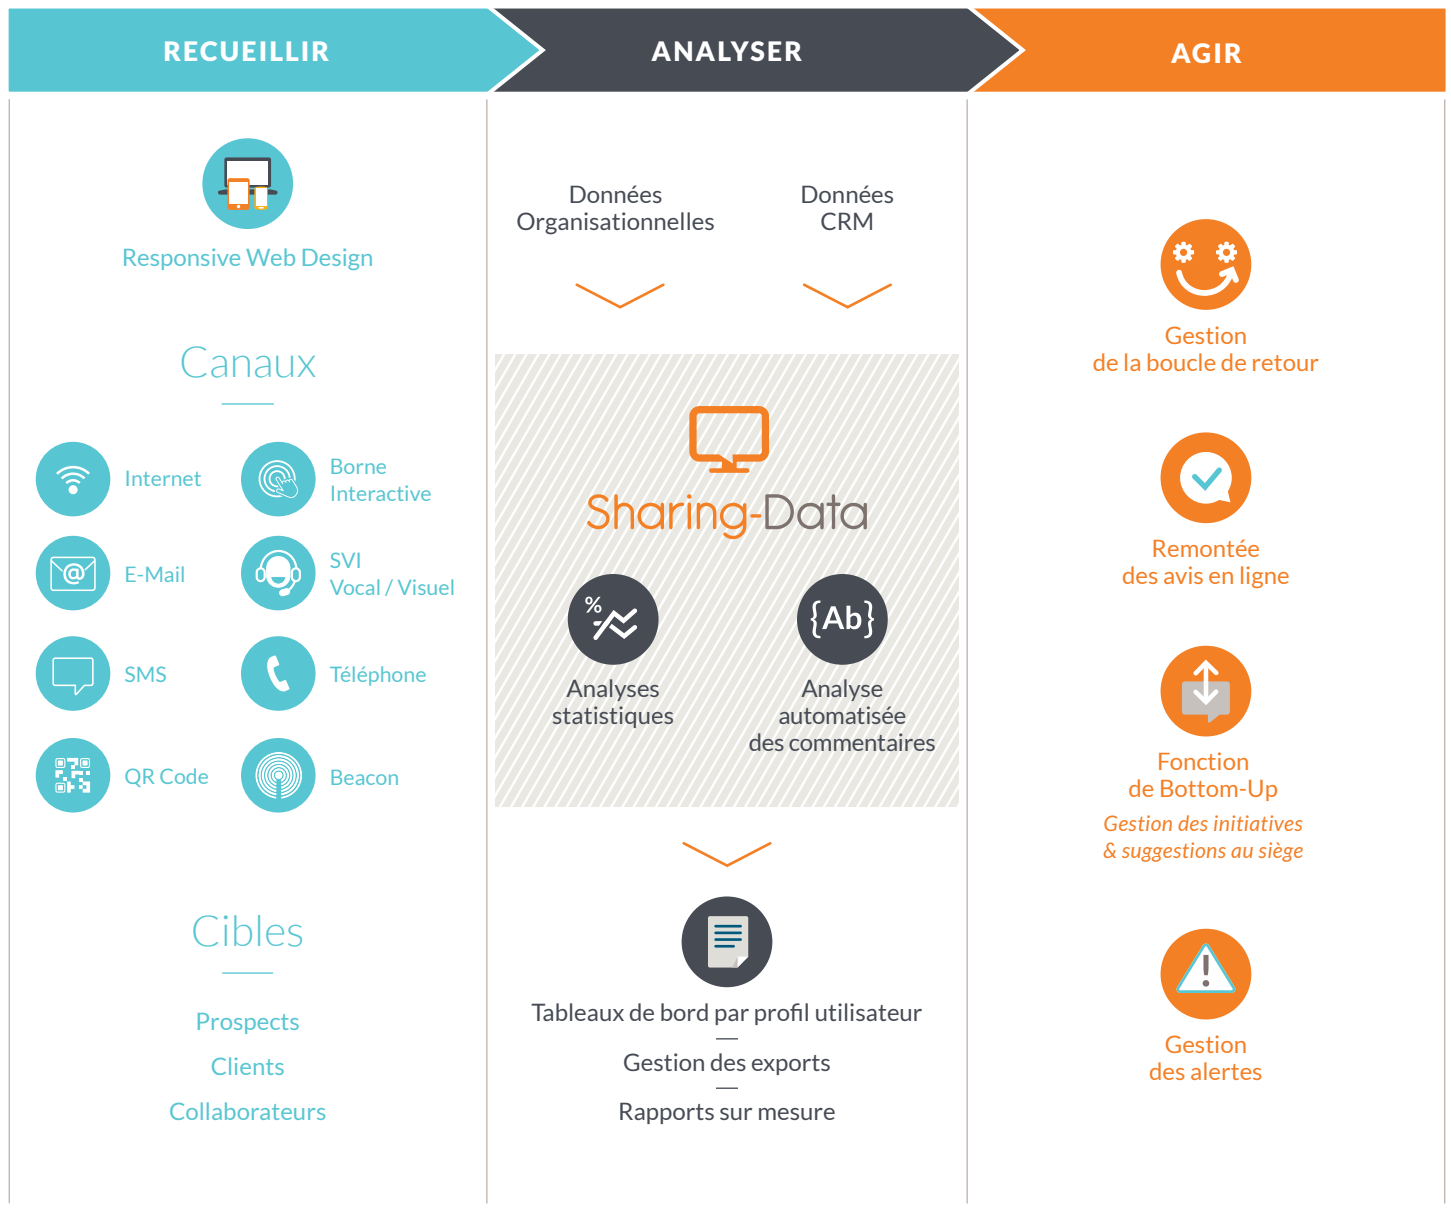 RECUEILLIR
ANALYSER
AGIR
Responsive Web Design
Canaux
Internet
Borne
Interactive
@
E-Mail
SVI
Vocal / Visuel
SMS
Téléphone
QR Code
Beacon
Cibles
Prospects
Clients
Collaborateurs
Données
Organisationnelles
Données
CRM
Sharing-Data
%
Analyses
statistiques
{Ab}
Analyse
automatisée
des commentaires
Tableaux de bord par profil utilisateur
Gestion des exports
Rapports sur mesure
Gestion
de la boucle de retour
Remontée
des avis en ligne
Fonction
de Bottom-Up
Gestion des initiatives
& suggestions au siège
!
Gestion
des alertes